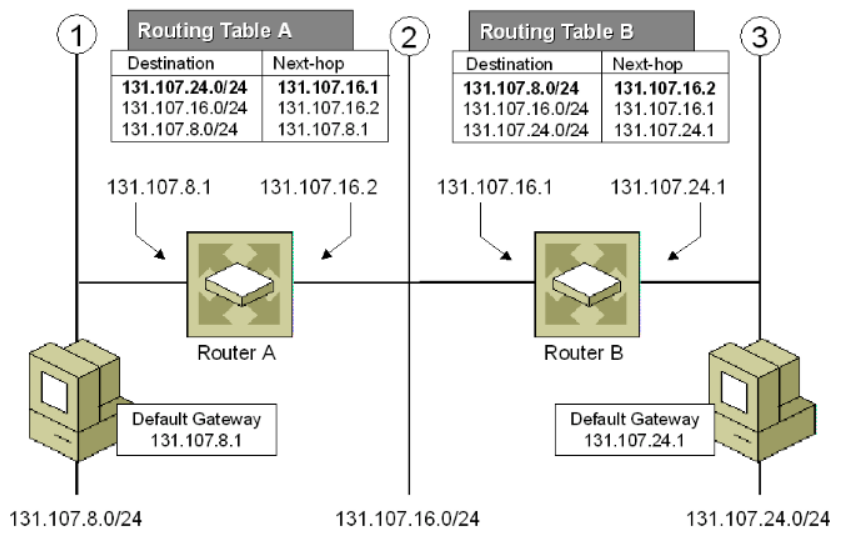 1
Routing Table A
Destination Next-hop
131.107.24.0/24 131.107.16.1
131.107.16.0/24 131.107.16.2
131.107.8.0/24 131.107.8.1
2
Routing Table B
Destination Next-hop
131.107.8.0/24 131.107.16.2
131.107.16.0/24 131.107.16.1
131.107.24.0/24 131.107.24.1
3
131.107.8.1
131.107.16.2
131.107.16.1
131.107.24.1
Router A
Router B
Default Gateway
131.107.8.1
Default Gateway
131.107.24.1
131.107.8.0/24
131.107.16.0/24
131.107.24.0/24